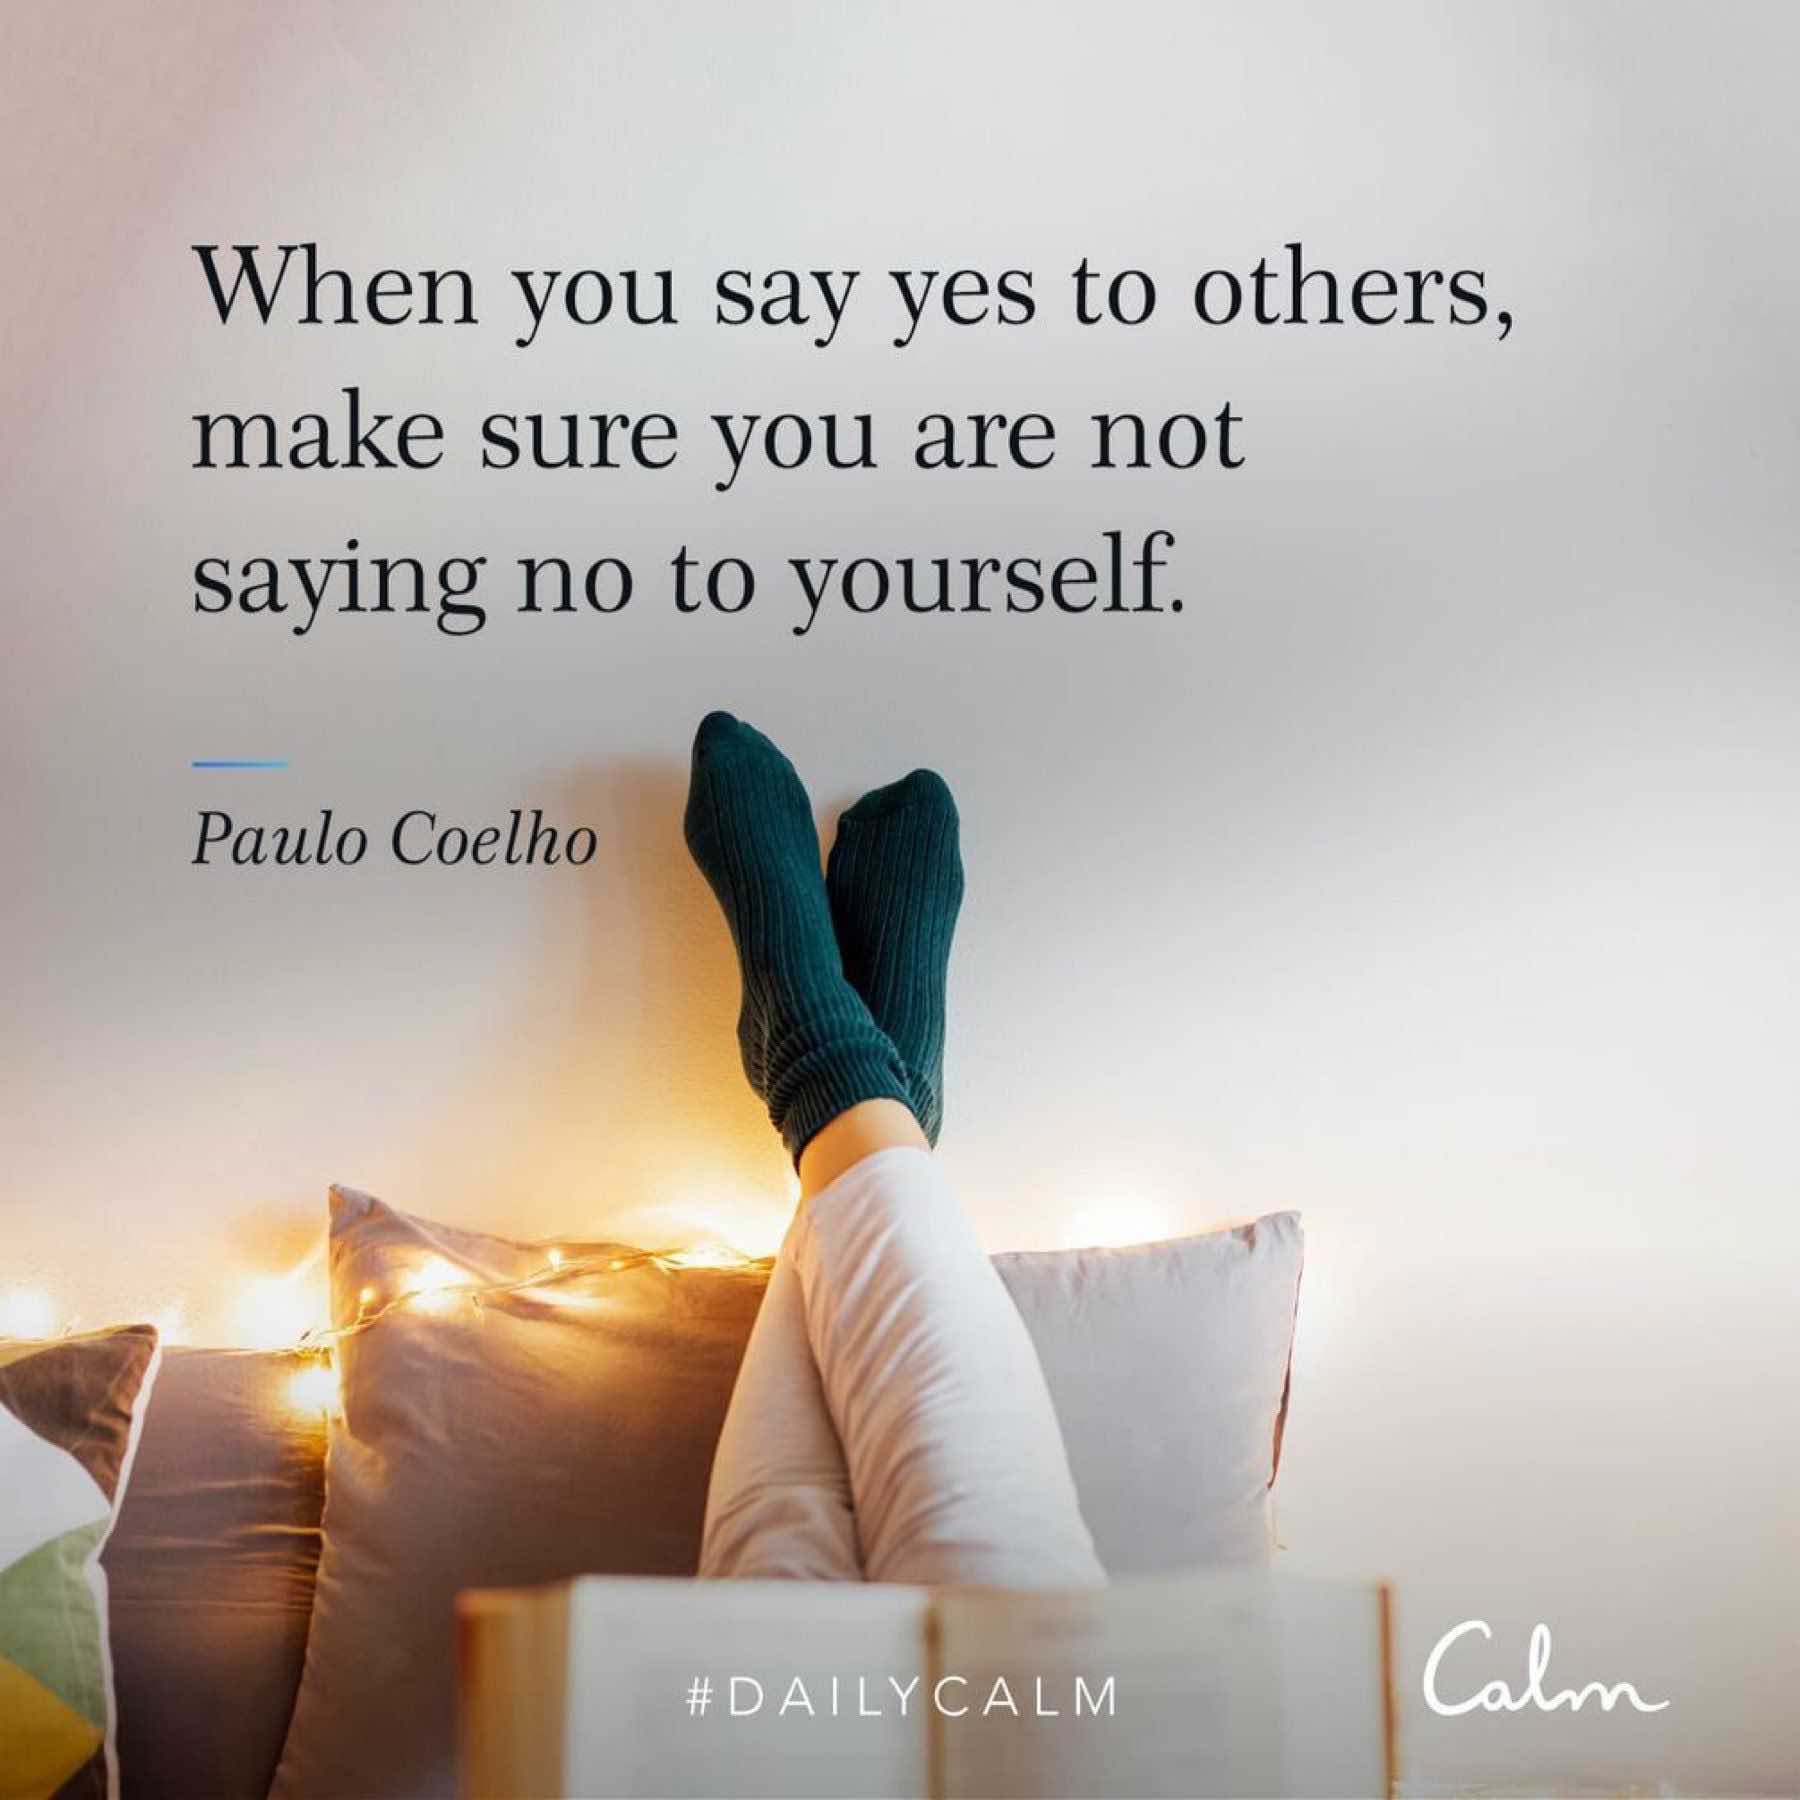 When you say yes to others,
make sure you are not
saying no to yourself.
Paulo Coelho
#DAILYCALM
Calm